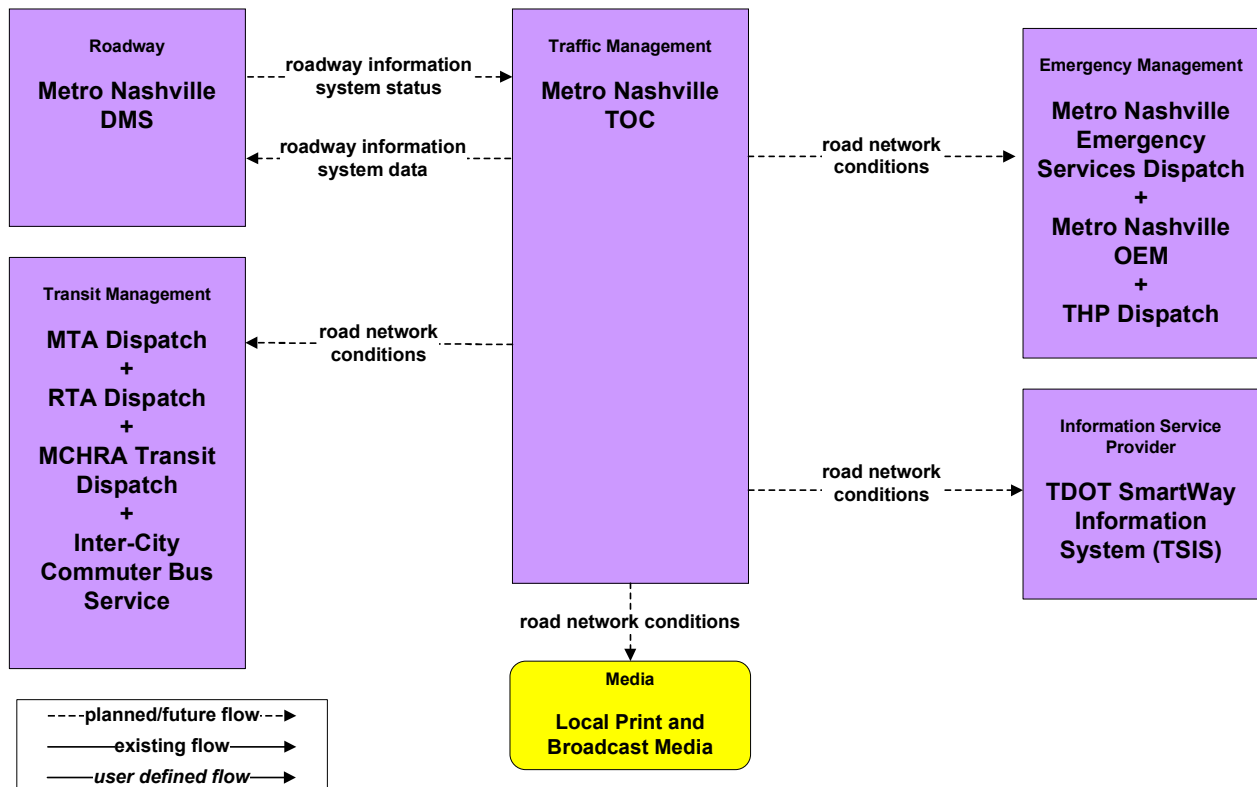 Roadway
Metro Nashville
DMS
roadway information
system status
roadway information
system data
Traffic Management
Metro Nashville
TOC
road network
conditions
Emergency Management
Metro Nashville
Emergency
Services Dispatch
+
Metro Nashville
OEM
+
THP Dispatch
Transit Management
MTA Dispatch
+
RTA Dispatch
+
MCHRA Transit
Dispatch
+
Inter-City
Commuter Bus
Service
road network
conditions
road network
conditions
Information Service
Provider
TDOT SmartWay
Information
System (TSIS)
road network conditions
Media
Local Print and
Broadcast Media
planned/future flow
existing flow
user defined flow